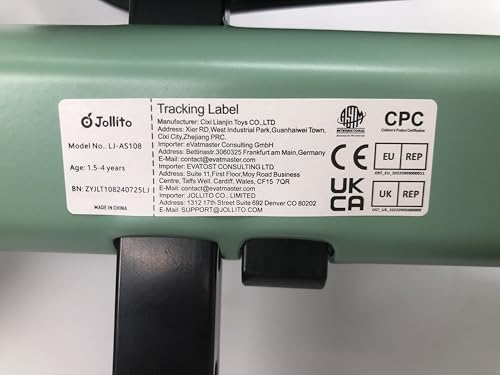 Jollito
Model No.. LJ-AS108
Age: 1.5-4 years
BN: ZYJLT108240725LJ
MADE IN CHINA
Tracking Label
Manufacturer: Cixi Lianjin Toys CO.,LTD
Address: Xier RD,West Industrial Park,Guanhaiwei Town,
Cixi City,Zhejiang PRC.
Importer: eVatmaster Consulting GmbH
Address: Bettinastr.3060325 Frankfurt am Main,Germany
E-Mail: contact@evatmaster.com
Importer: EVATOST CONSULTING LTD
Address: Suite 11,First Floor,Moy Road Business
Centre, Taffs Well, Cardiff, Wales, CF15 7QR
E-Mail: contact@evatmaster.com
Importer: JOLLITO CO., LIMITED
Address: 1312 17th Street Suite 692 Denver CO 80202
E-Mail: SUPPORT@JOLLITO.COM
ASTM
INTERNATIONAL
CPC
Children's Product Certification
CE
EU REP
UK
CA
UK REP